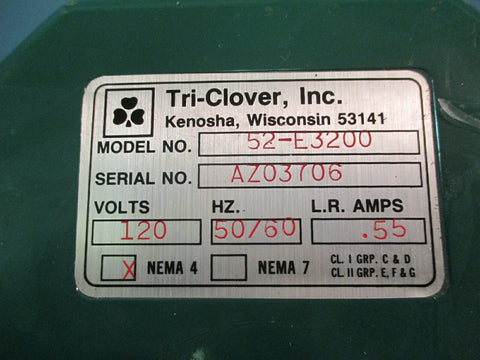 Tri-Clover, Inc.
Kenosha, Wisconsin 53141
MODEL NO. 52-E3200
SERIAL NO. AZ03706
VOLTS HZ. L.R. AMPS
120 50/60 .55
X NEMA 4 NEMA 7 CL. I GRP. C & D
CL. II GRP. E, F & G